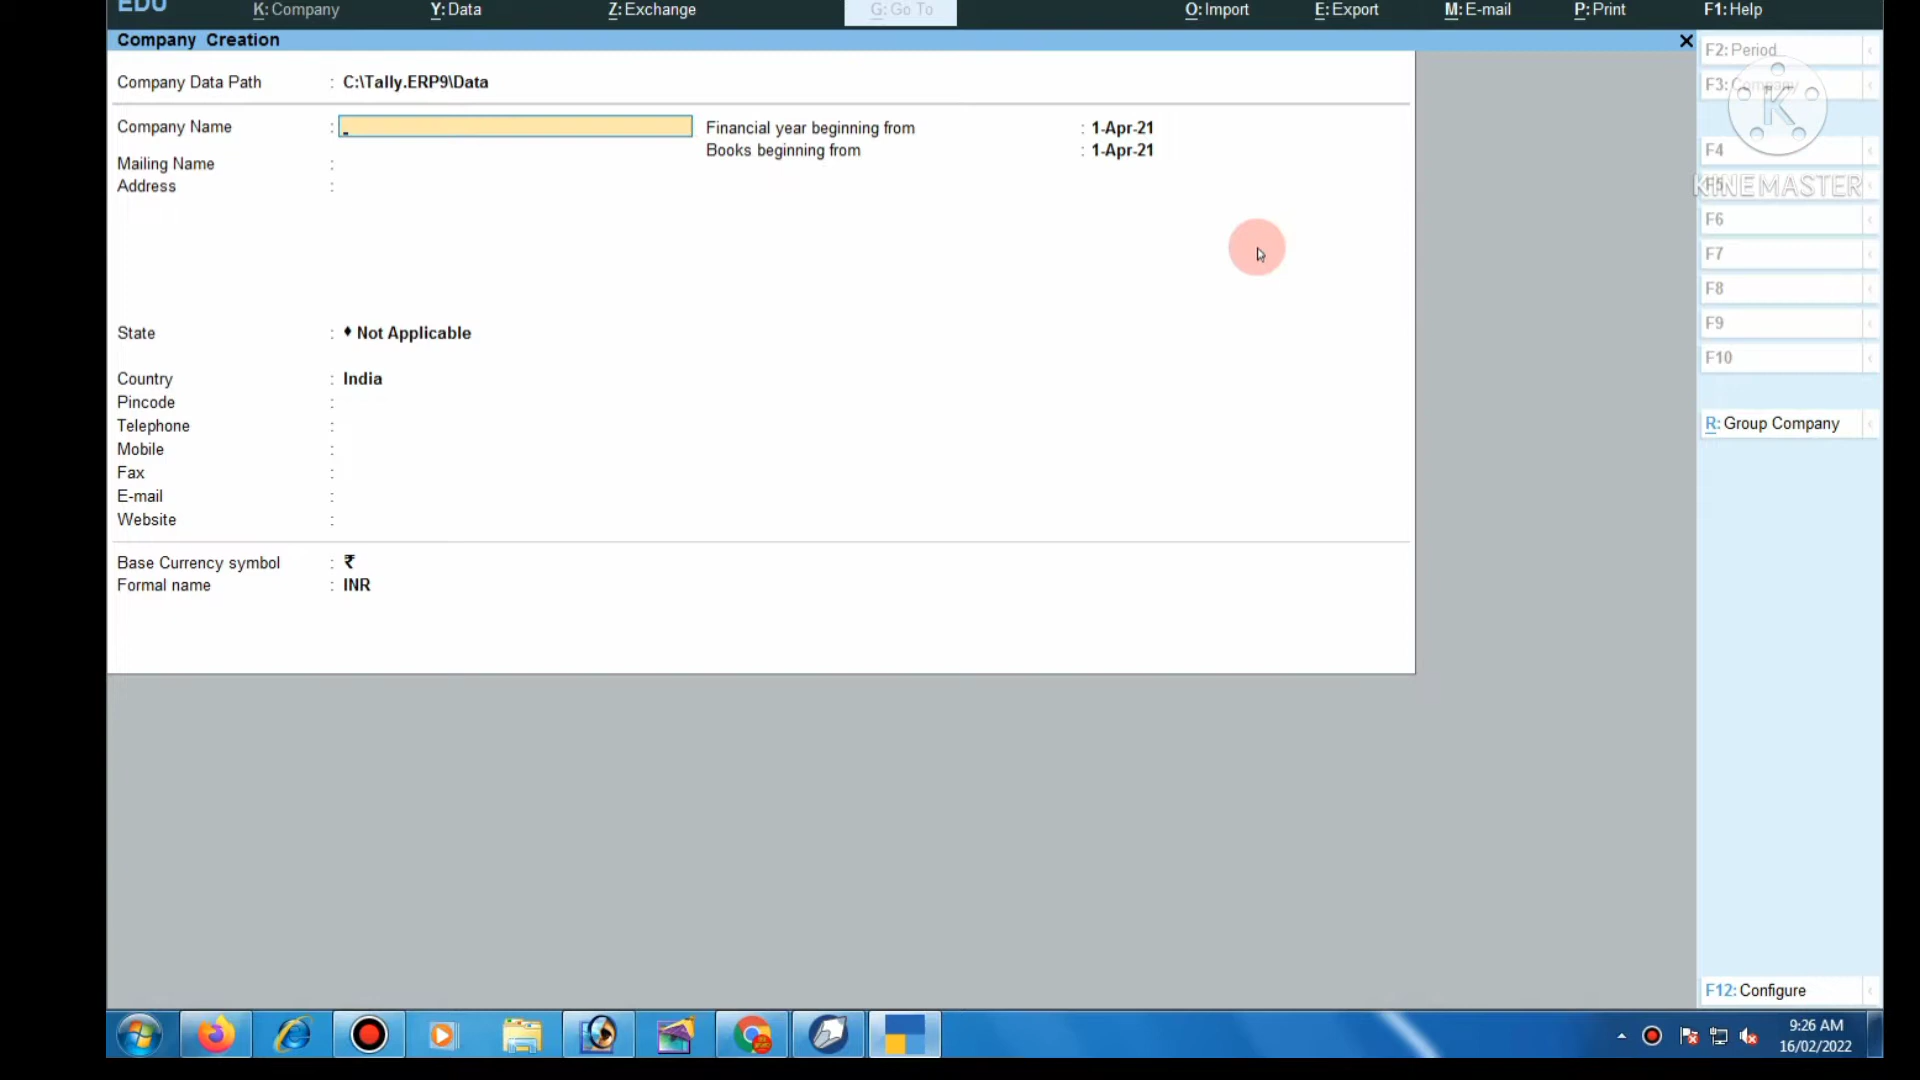 EDU K: Company Y: Data Z: Exchange G: Go To O: Import E: Export M: E-mail P: Print F1: Help
Company Creation
F2: Period
Company Data Path : C:\Tally.ERP9\Data
F3: Company
Company Name : Financial year beginning from : 1-Apr-21
Books beginning from : 1-Apr-21
F4
Mailing Name :
Address :
F5
K
KINEMASTER
F6
F7
F8
F9
State : ♦ Not Applicable
F10
Country : India
Pincode :
Telephone :
R: Group Company
Mobile :
Fax :
E-mail :
Website :
Base Currency symbol : ₹
Formal name : INR
F12: Configure
9:26 AM
16/02/2022